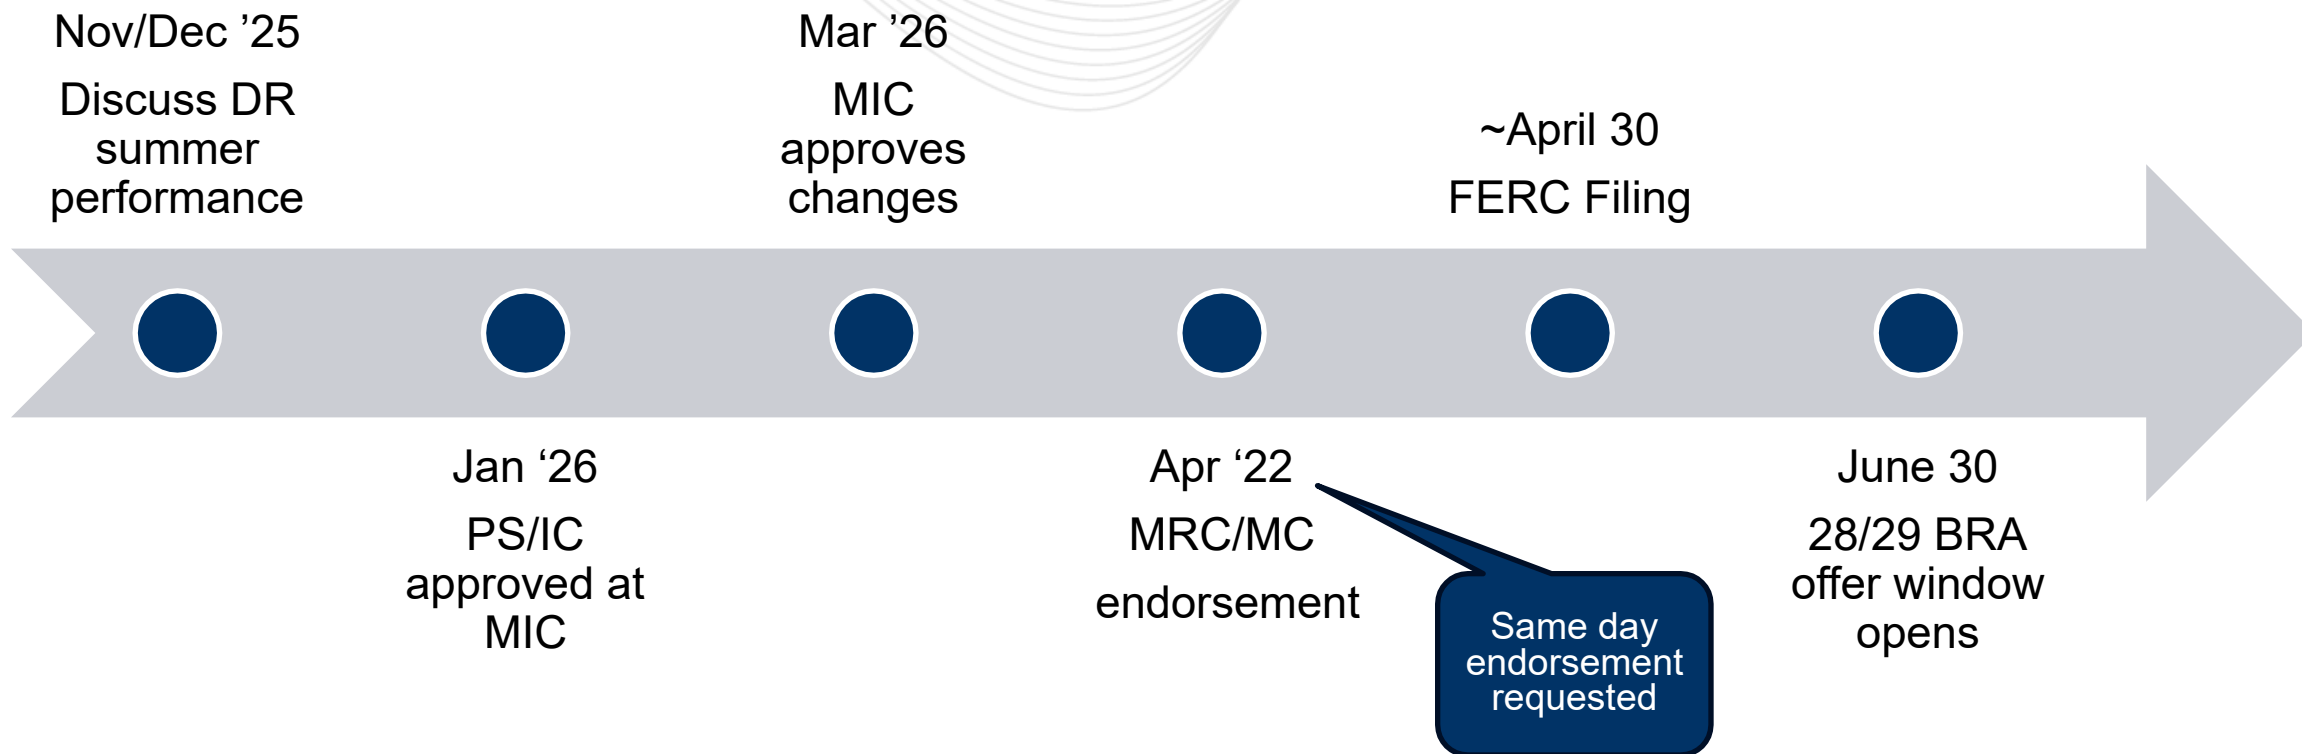 Nov/Dec ’25
Discuss DR
summer
performance
Jan ‘26
PS/IC
approved at
MIC
Mar ’26
MIC
approves
changes
Apr ‘22
MRC/MC
endorsement
Same day
endorsement
requested
~April 30
FERC Filing
June 30
28/29 BRA
offer window
opens